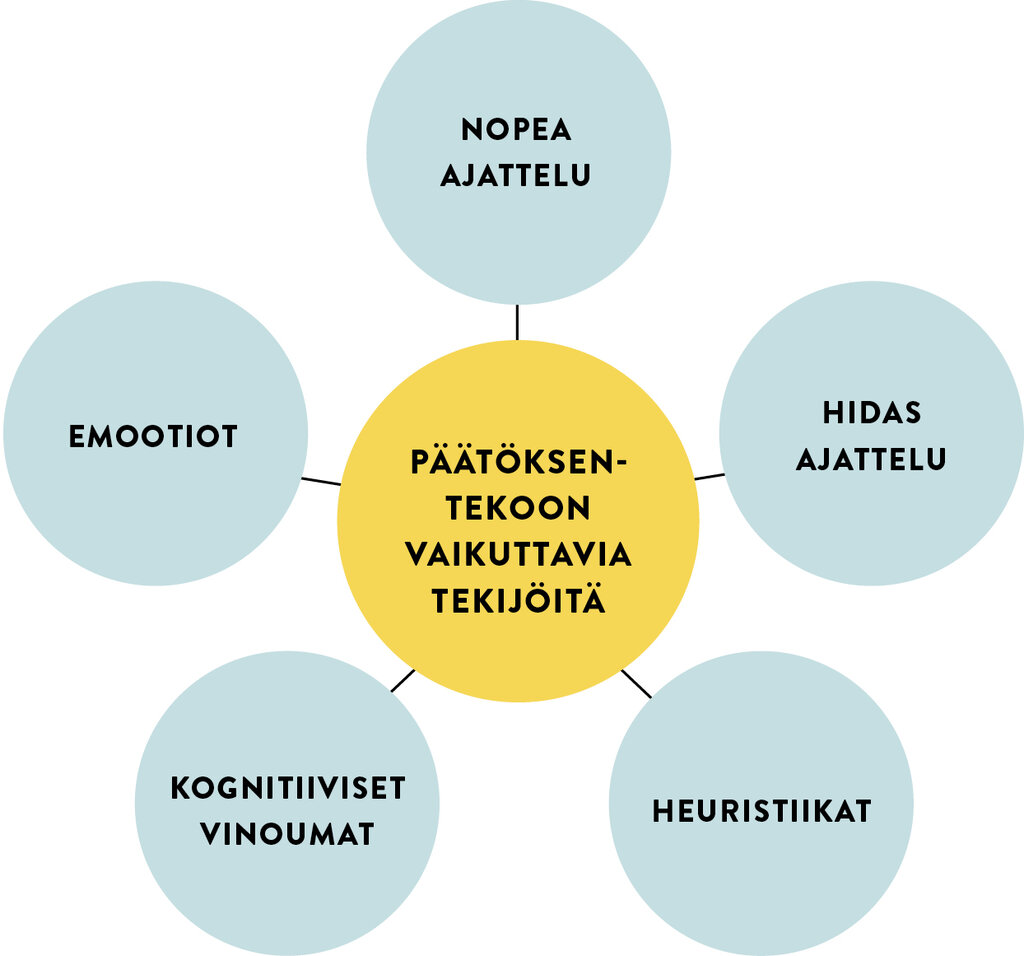 NOPEA
AJATTELU
EMOOTIOT
HIDAS
AJATTELU
PÄÄTÖKSEN-
TEKOON
VAIKUTTAVIA
TEKIJÖITÄ
KOGNITIIVISET
VINOUMAT
HEURISTIIKAT